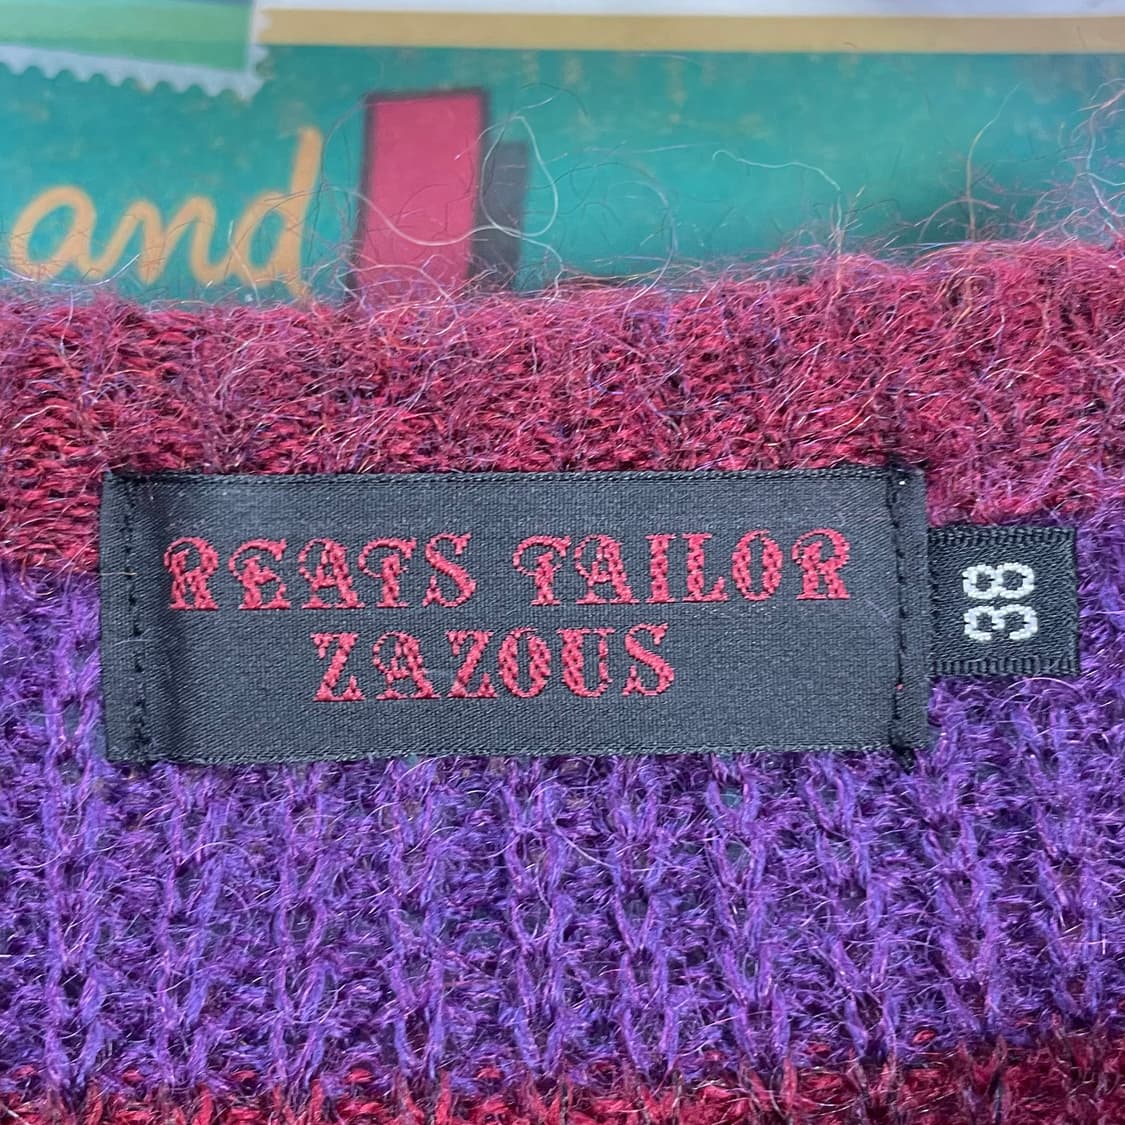 and
REATS TAILOR
ZAZOUS
38